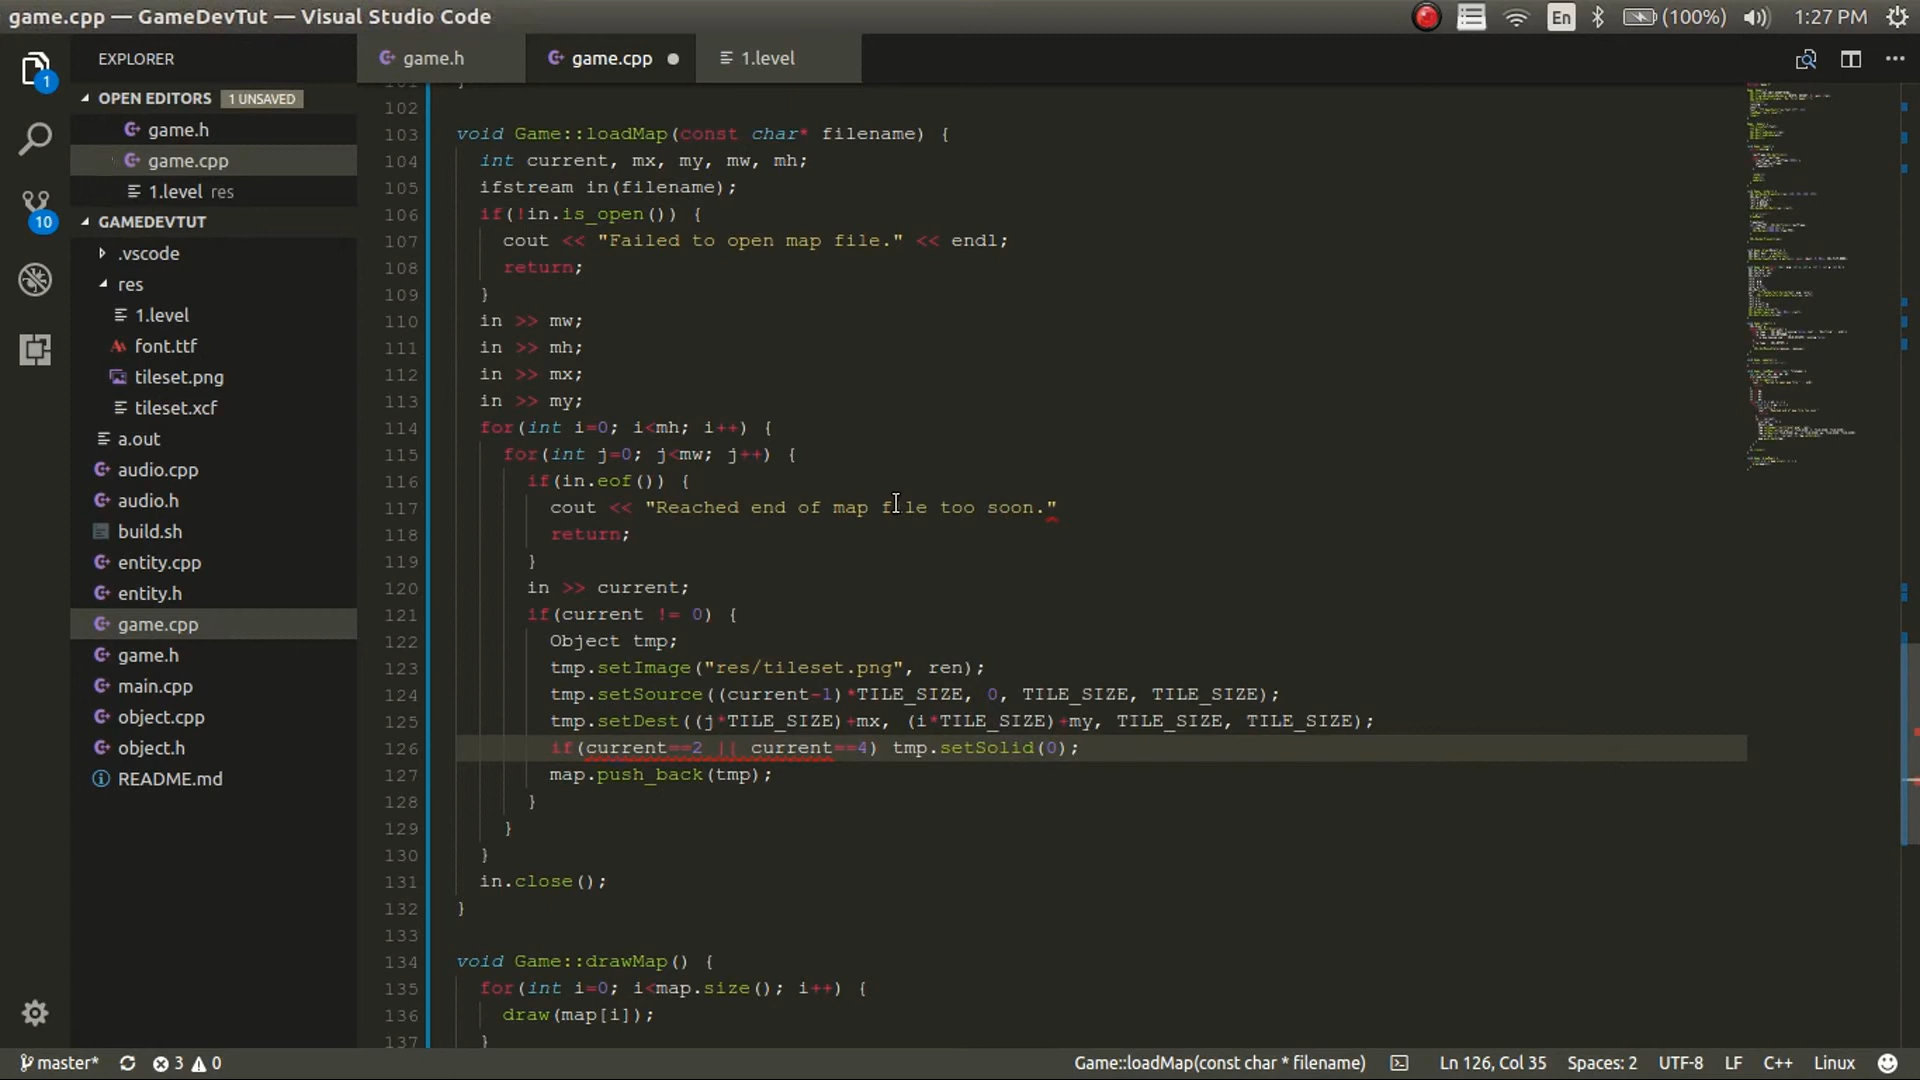 game.cpp — GameDevTut — Visual Studio Code
En
(100%)
1:27 PM
EXPLORER
game.h
game.cpp
1.level
1
OPEN EDITORS 1 UNSAVED
game.h
game.cpp
1.level res
10
GAMEDEVTUT
.vscode
res
1.level
font.ttf
tileset.png
tileset.xcf
a.out
audio.cpp
audio.h
build.sh
entity.cpp
entity.h
game.cpp
game.h
main.cpp
object.cpp
object.h
README.md
102
103 void Game::loadMap(const char* filename) {
104 int current, mx, my, mw, mh;
105 ifstream in(filename);
106 if(!in.is_open()) {
107 cout << "Failed to open map file." << endl;
108 return;
109 }
110 in >> mw;
111 in >> mh;
112 in >> mx;
113 in >> my;
114 for(int i=0; i<mh; i++) {
115 for(int j=0; j<mw; j++) {
116 if(in.eof()) {
117 cout << "Reached end of map file too soon."
118 return;
119 }
120 in >> current;
121 if(current != 0) {
122 Object tmp;
123 tmp.setImage("res/tileset.png", ren);
124 tmp.setSource((current-1)*TILE_SIZE, 0, TILE_SIZE, TILE_SIZE);
125 tmp.setDest((j*TILE_SIZE)+mx, (i*TILE_SIZE)+my, TILE_SIZE, TILE_SIZE);
126 if(current==2 || current==4) tmp.setSolid(0);
127 map.push_back(tmp);
128 }
129 }
130 }
131 in.close();
132 }
133
134 void Game::drawMap() {
135 for(int i=0; i<map.size(); i++) {
136 draw(map[i]);
137 }
master* 3 0
Game::loadMap(const char * filename) Ln 126, Col 35 Spaces: 2 UTF-8 LF C++ Linux